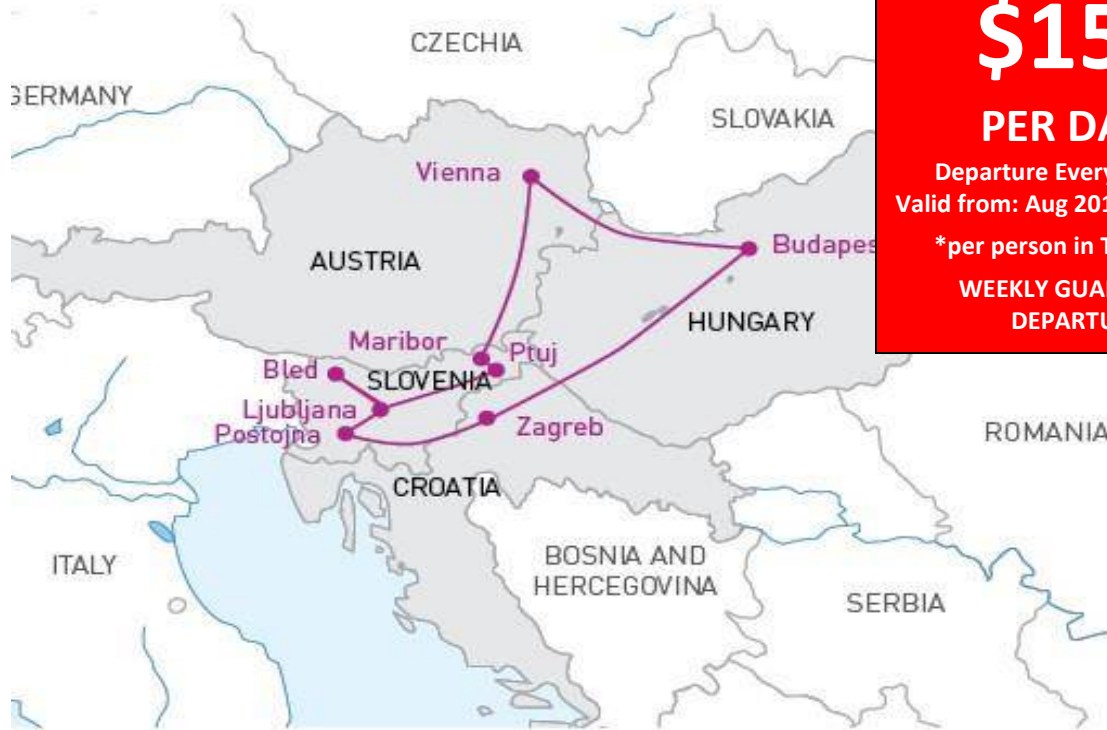 CZECHIA
GERMANY
SLOVAKIA
Vienna
AUSTRIA
Budapes
HUNGARY
Maribor
Ptuj
Bled
SLOVENIA
Ljubljana
Postojna
Zagreb
ROMANIA
CROATIA
ITALY
BOSNIA AND
HERCEGOVINA
SERBIA
$15
PER DA
Departure Every
Valid from: Aug 201
*per person in T
WEEKLY GUA
DEPARTU